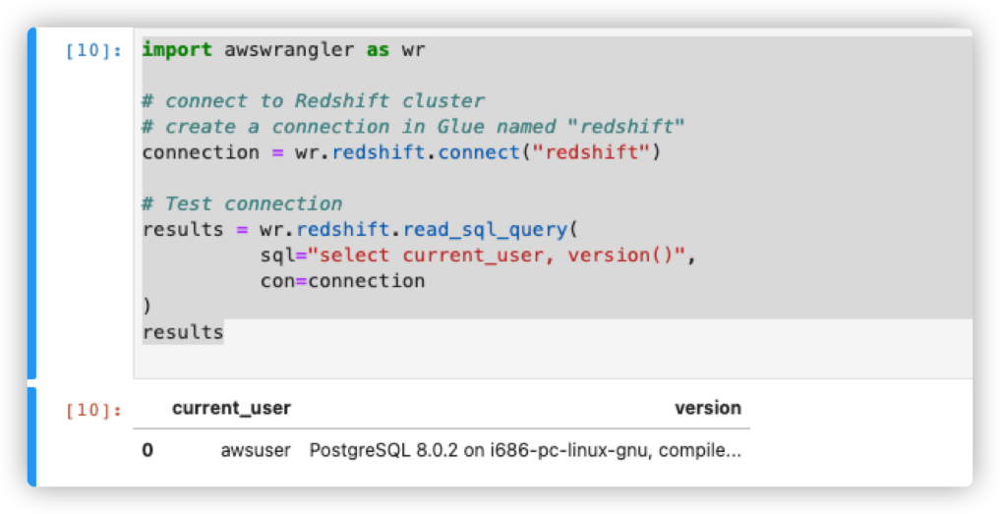 [10]: import awswrangler as wr
# connect to Redshift cluster
# create a connection in Glue named "redshift"
connection = wr.redshift.connect("redshift")
# Test connection
results = wr.redshift.read_sql_query(
          sql="select current_user, version()",
          con=connection
)
results
[10]: current_user version
0 awsuser PostgreSQL 8.0.2 on i686-pc-linux-gnu, compile...